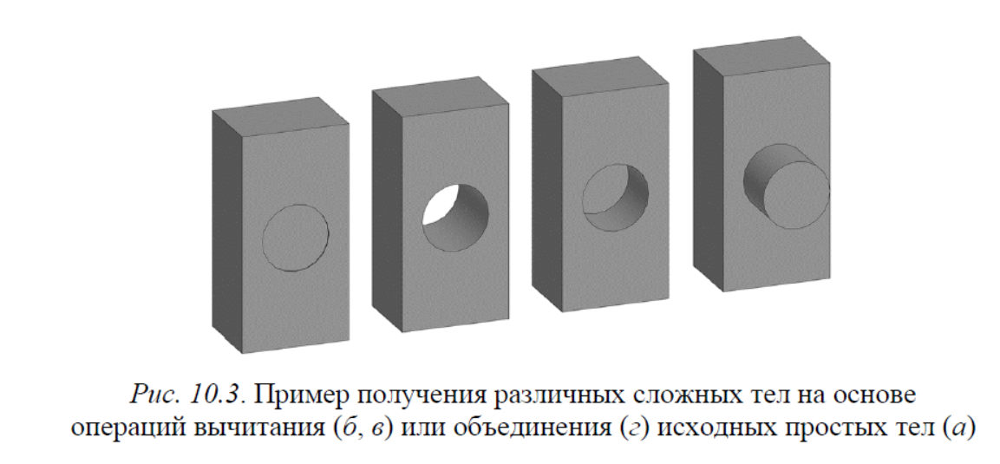 Рис. 10.3. Пример получения различных сложных тел на основе
операций вычитания (б, в) или объединения (г) исходных простых тел (а)